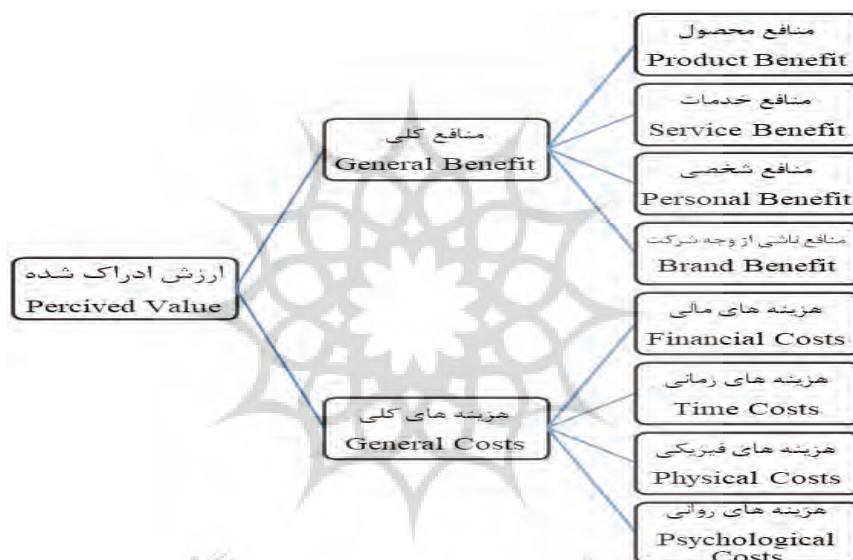 ارزش ادراک شده
Percived Value
منافع کلی
General Benefit
منافع محصول
Product Benefit
منافع خدمات
Service Benefit
منافع شخصی
Personal Benefit
منافع ناشی از وجه شرکت
Brand Benefit
هزینه های کلی
General Costs
هزینه های مالی
Financial Costs
هزینه های زمانی
Time Costs
هزینه های فیزیکی
Physical Costs
هزینه های روانی
Psychological
Costs